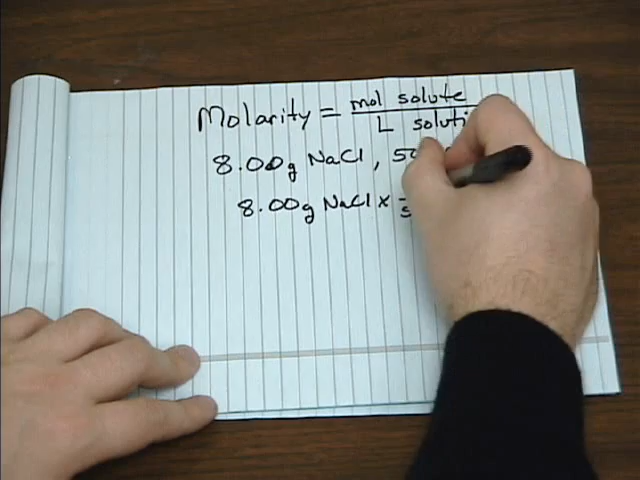 Molarity = mol solute
L soluti
8.00g NaCl, 50
8.00g NaCl x